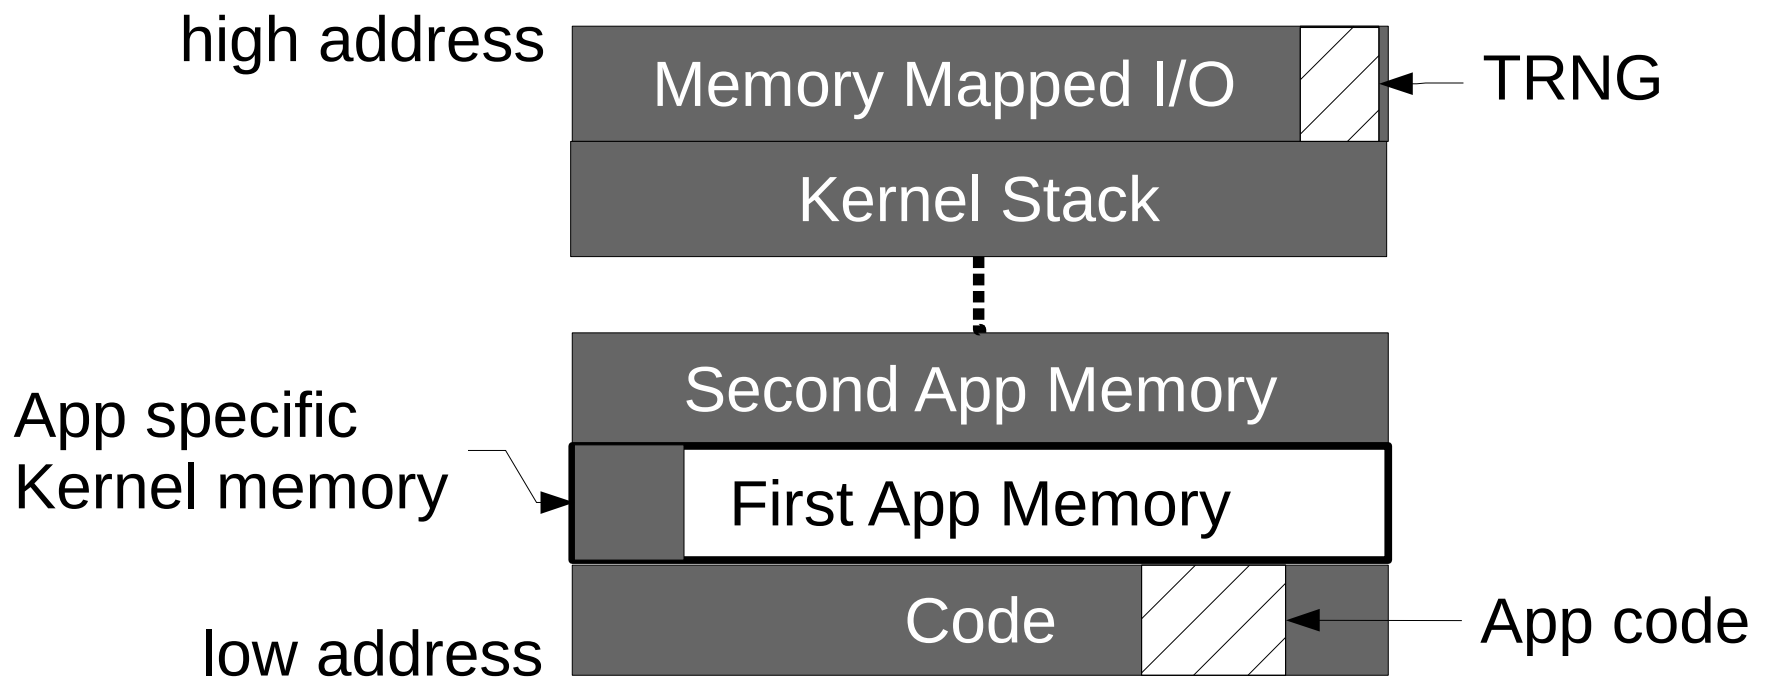 high address
Memory Mapped I/O
TRNG
Kernel Stack
Second App Memory
App specific
Kernel memory
First App Memory
Code
App code
low address